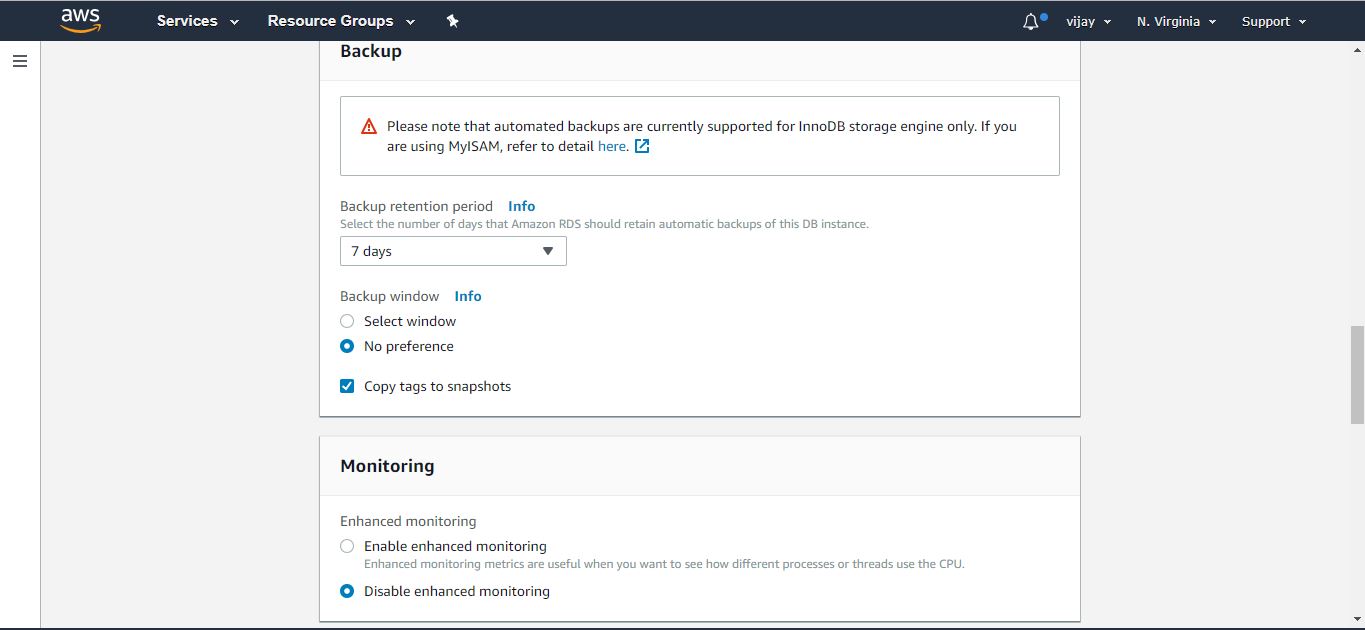 aws Services Resource Groups vijay N. Virginia Support
Backup
Please note that automated backups are currently supported for InnoDB storage engine only. If you
are using MyISAM, refer to detail here.
Backup retention period Info
Select the number of days that Amazon RDS should retain automatic backups of this DB instance.
7 days
Backup window Info
Select window
No preference
Copy tags to snapshots
Monitoring
Enhanced monitoring
Enable enhanced monitoring
Enhanced monitoring metrics are useful when you want to see how different processes or threads use the CPU.
Disable enhanced monitoring